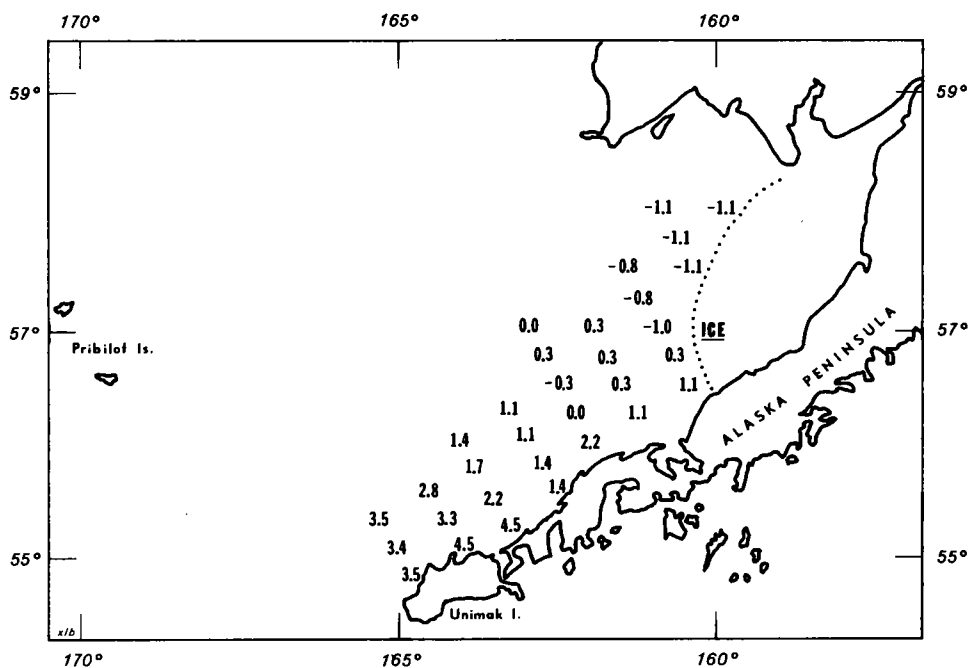 170° 165° 160°
59° 59°
-1.1 -1.1
-1.1
-0.8 -1.1
-0.8
57° 0.0 0.3 -1.0 ICE 57°
Pribilof Is. 0.3 0.3 0.3
-0.3 0.3 1.1
1.1 0.0 1.1
ALASKA PENINSULA
1.4 1.1 2.2
1.7 1.4
2.8 2.2 1.4
3.5 3.3 4.5
55° 3.4 4.5 55°
3.5
Unimak I.
xlb
170° 165° 160°